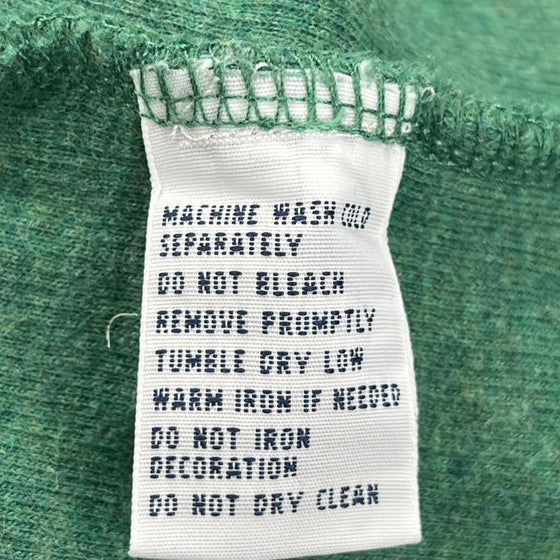 MACHINE WASH COLD
SEPARATELY
DO NOT BLEACH
REMOVE PROMPTLY
TUMBLE DRY LOW
WARM IRON IF NEEDED
DO NOT IRON
DECORATION
DO NOT DRY CLEAN